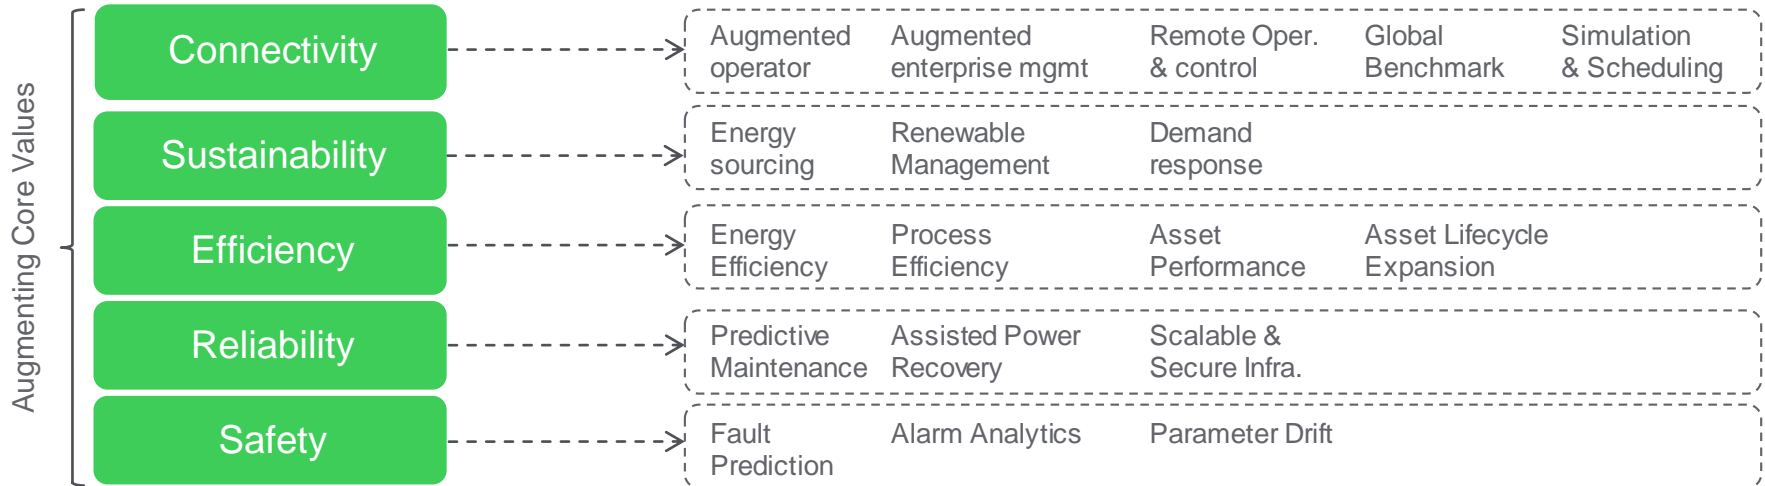 Augmenting Core Values
Connectivity
Augmented
operator
Augmented
enterprise mgmt
Remote Oper.
& control
Global
Benchmark
Simulation
& Scheduling
Sustainability
Energy
sourcing
Renewable
Management
Demand
response
Efficiency
Energy
Efficiency
Process
Efficiency
Asset
Performance
Asset Lifecycle
Expansion
Reliability
Predictive
Maintenance
Assisted Power
Recovery
Scalable &
Secure Infra.
Safety
Fault
Prediction
Alarm Analytics
Parameter Drift